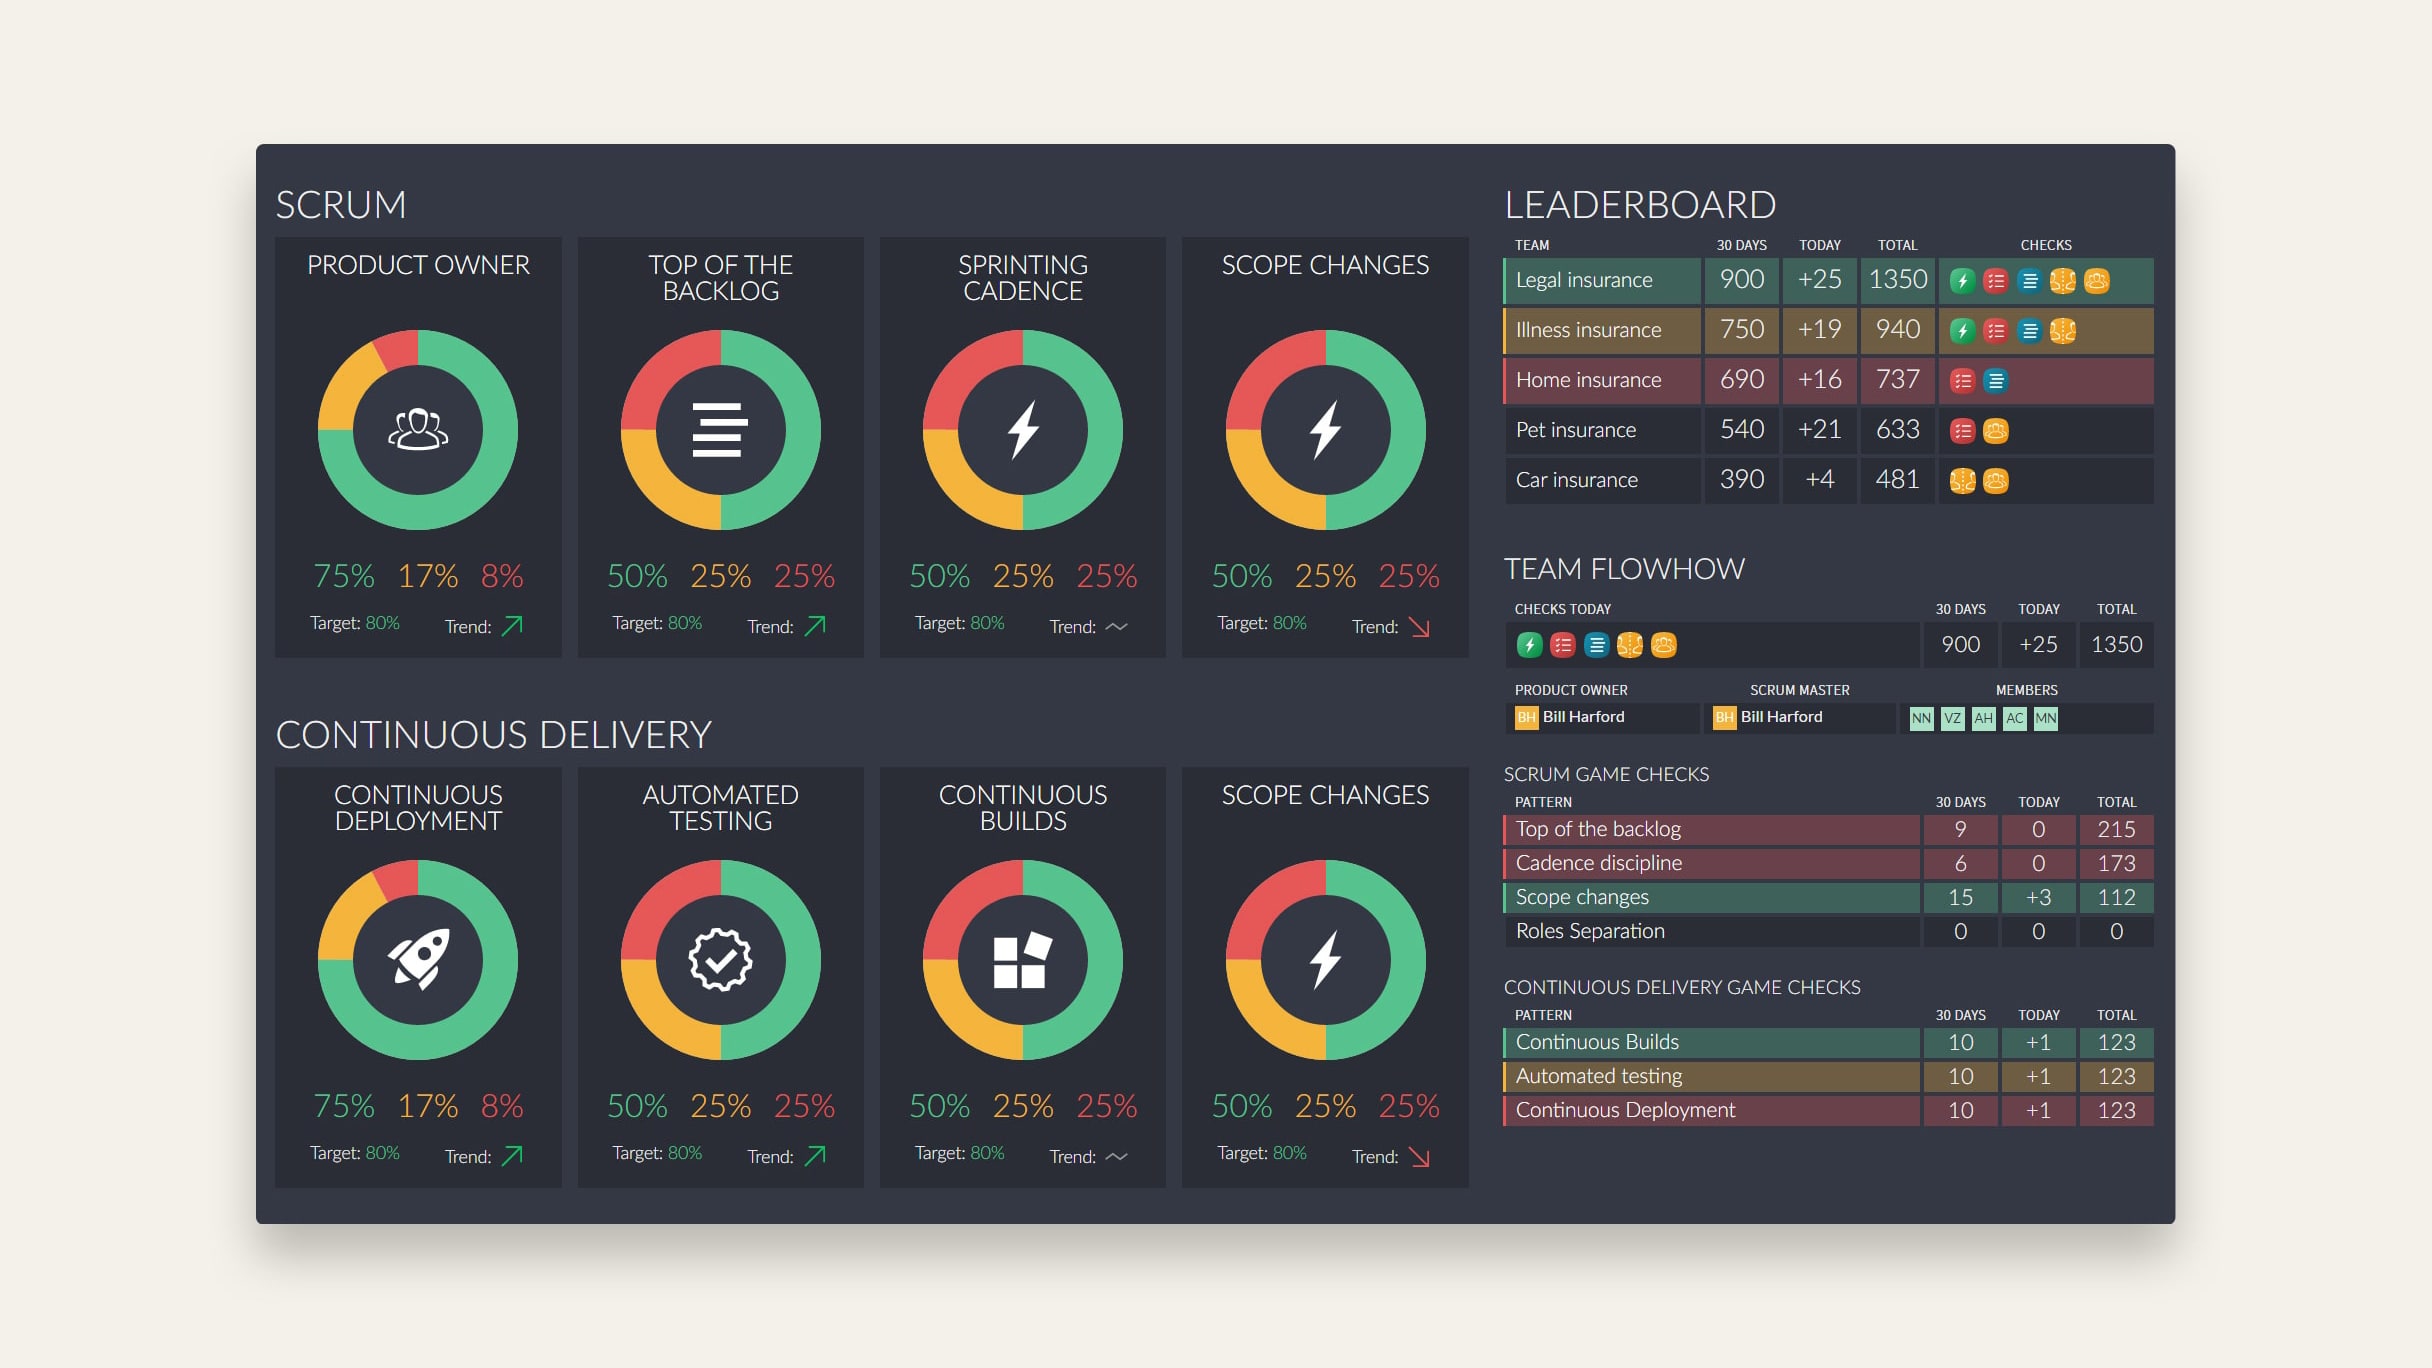 SCRUM
PRODUCT OWNER
75% 17% 8%
Target: 80% Trend:
TOP OF THE
BACKLOG
50% 25% 25%
Target: 80% Trend:
SPRINTING
CADENCE
50% 25% 25%
Target: 80% Trend:
SCOPE CHANGES
50% 25% 25%
Target: 80% Trend:
CONTINUOUS DELIVERY
CONTINUOUS
DEPLOYMENT
75% 17% 8%
Target: 80% Trend:
AUTOMATED
TESTING
50% 25% 25%
Target: 80% Trend:
CONTINUOUS
BUILDS
50% 25% 25%
Target: 80% Trend:
SCOPE CHANGES
50% 25% 25%
Target: 80% Trend:
LEADERBOARD
TEAM 30 DAYS TODAY TOTAL CHECKS
Legal insurance 900 +25 1350
Illness insurance 750 +19 940
Home insurance 690 +16 737
Pet insurance 540 +21 633
Car insurance 390 +4 481
TEAM FLOWHOW
CHECKS TODAY 30 DAYS TODAY TOTAL
900 +25 1350
PRODUCT OWNER SCRUM MASTER MEMBERS
BH Bill Harford BH Bill Harford NN VZ AH AC MN
SCRUM GAME CHECKS
PATTERN 30 DAYS TODAY TOTAL
Top of the backlog 9 0 215
Cadence discipline 6 0 173
Scope changes 15 +3 112
Roles Separation 0 0 0
CONTINUOUS DELIVERY GAME CHECKS
PATTERN 30 DAYS TODAY TOTAL
Continuous Builds 10 +1 123
Automated testing 10 +1 123
Continuous Deployment 10 +1 123